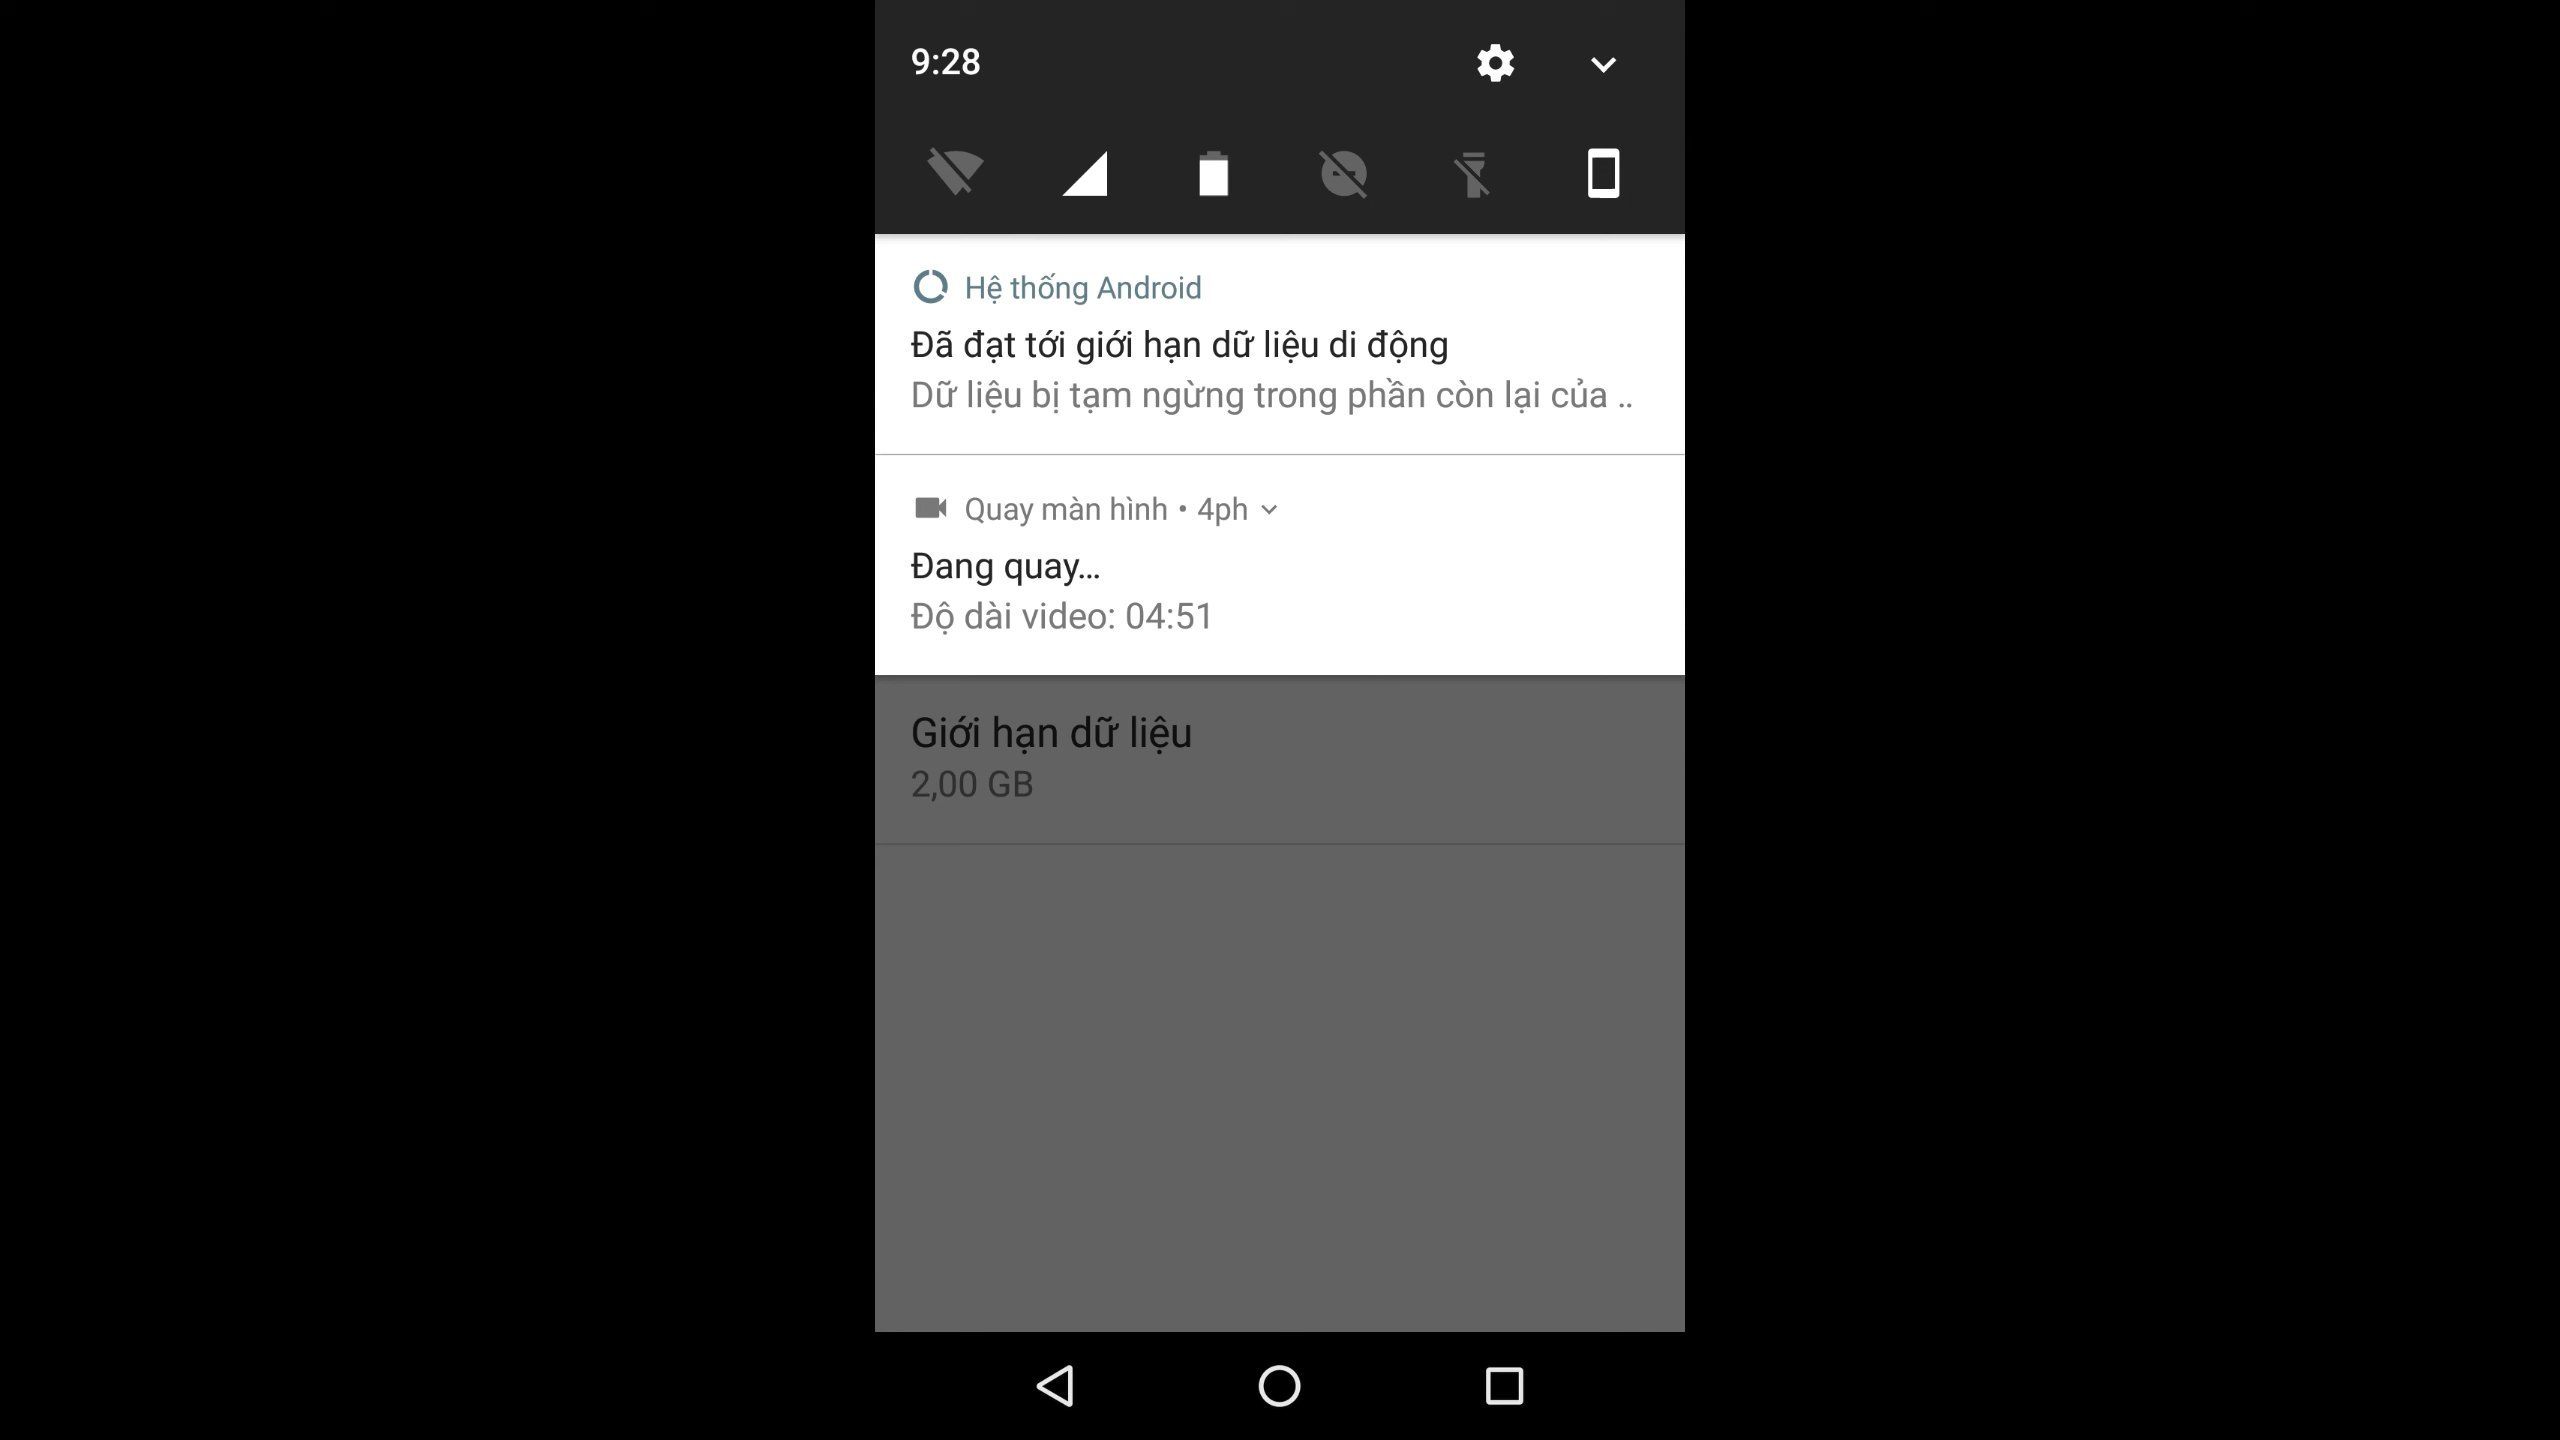 9:28
Hệ thống Android
Đã đạt tới giới hạn dữ liệu di động
Dữ liệu bị tạm ngừng trong phần còn lại của ..
Quay màn hình • 4ph
Đang quay...
Độ dài video: 04:51
Giới hạn dữ liệu
2,00 GB